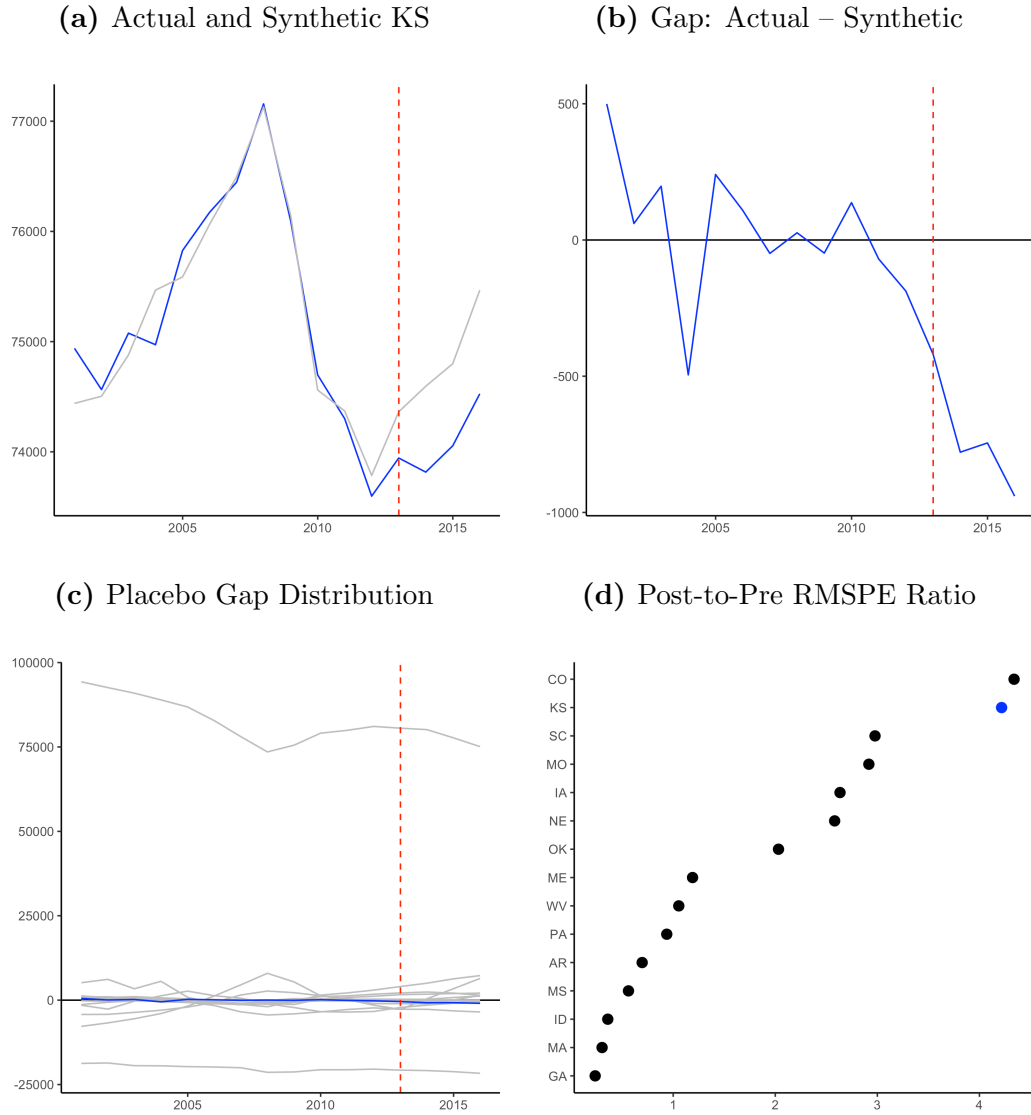 (a) Actual and Synthetic KS
77000
76000
75000
74000
2005 2010 2015
(b) Gap: Actual – Synthetic
500
0
-500
-1000
2005 2010 2015
(c) Placebo Gap Distribution
100000
75000
50000
25000
0
-25000
2005 2010 2015
(d) Post-to-Pre RMSPE Ratio
CO
KS
SC
MO
IA
NE
OK
ME
WV
PA
AR
MS
ID
MA
GA
1 2 3 4